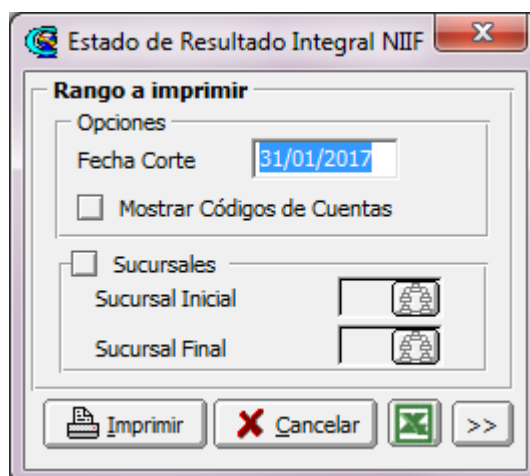 Estado de Resultado Integral NIIF
Rango a imprimir
Opciones
Fecha Corte 31/01/2017
Mostrar Códigos de Cuentas
Sucursales
Sucursal Inicial
Sucursal Final
Imprimir Cancelar >>